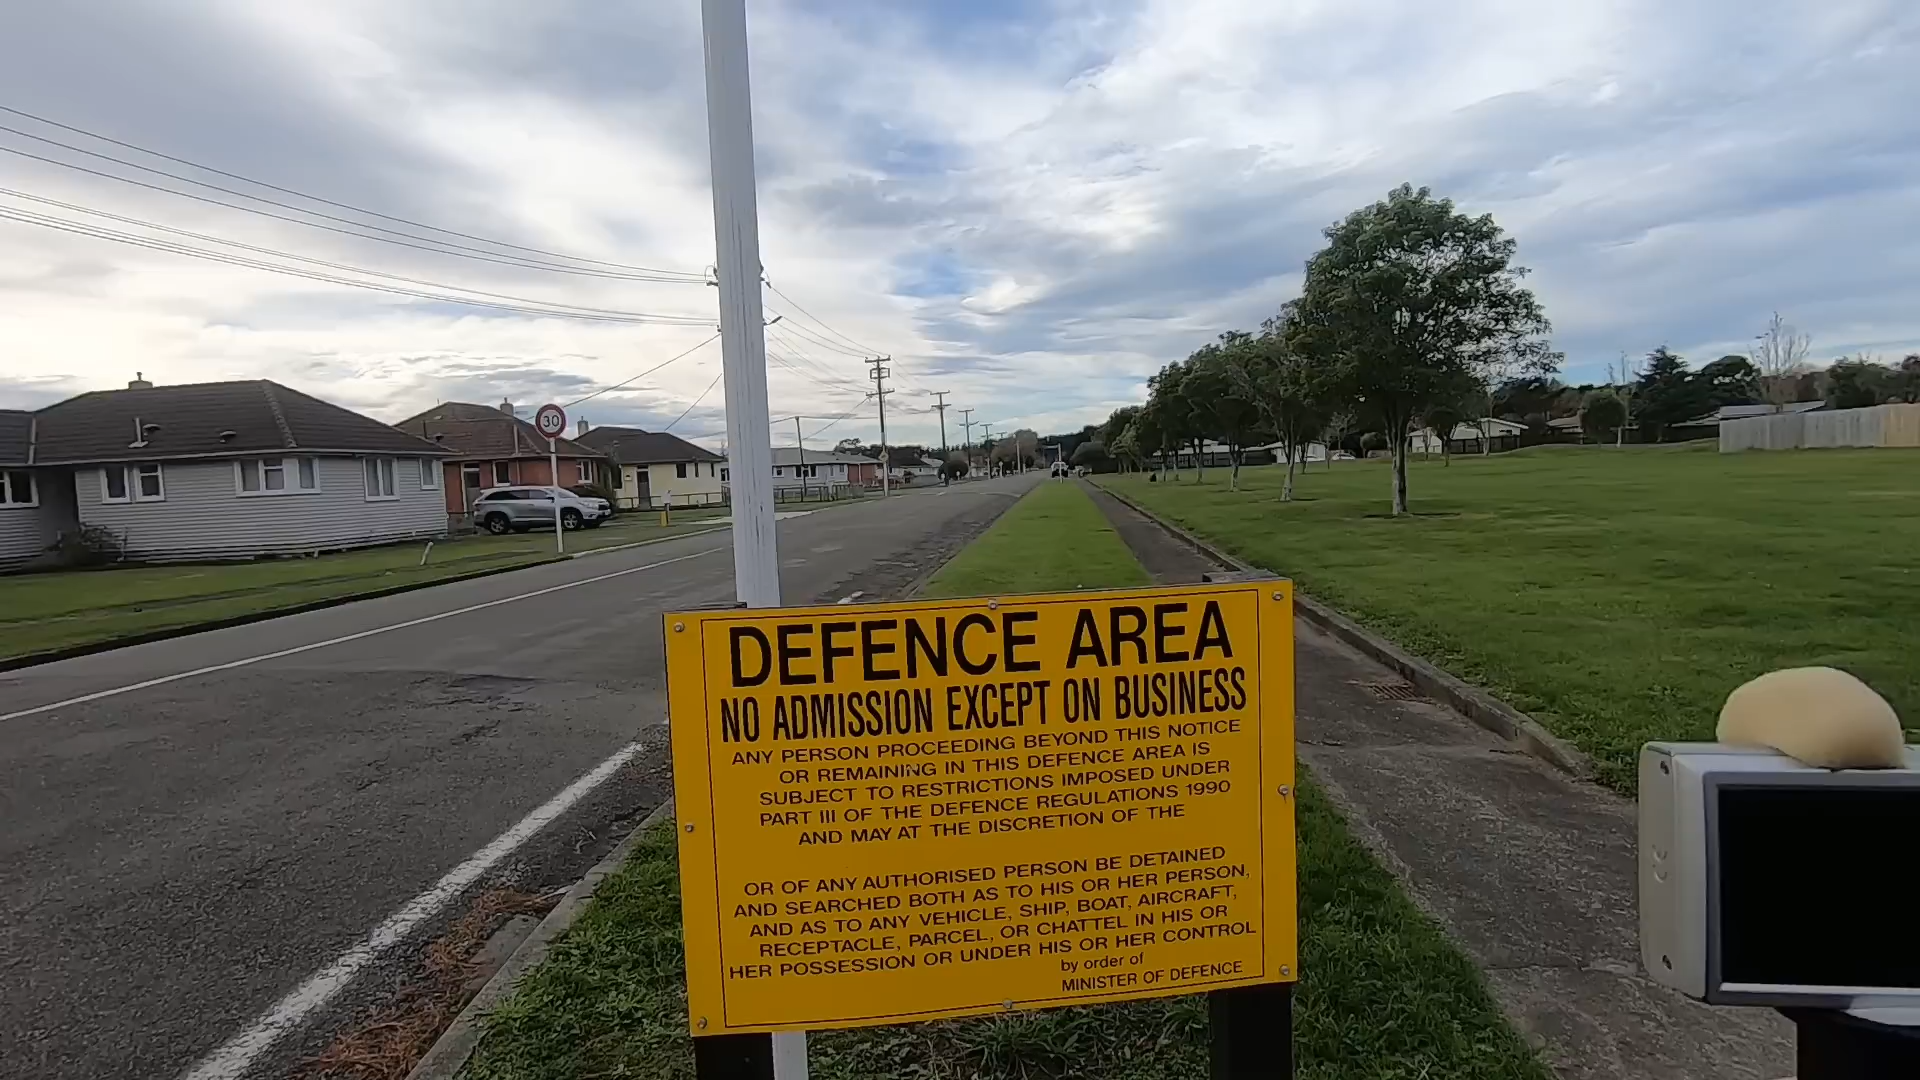 30
DEFENCE AREA
NO ADMISSION EXCEPT ON BUSINESS
ANY PERSON PROCEEDING BEYOND THIS NOTICE
OR REMAINING IN THIS DEFENCE AREA IS
SUBJECT TO RESTRICTIONS IMPOSED UNDER
PART III OF THE DEFENCE REGULATIONS 1990
AND MAY AT THE DISCRETION OF THE
OR OF ANY AUTHORISED PERSON BE DETAINED
AND SEARCHED BOTH AS TO HIS OR HER PERSON,
AND AS TO ANY VEHICLE, SHIP, BOAT, AIRCRAFT,
RECEPTACLE, PARCEL, OR CHATTEL IN HIS OR
HER POSSESSION OR UNDER HIS OR HER CONTROL
by order of
MINISTER OF DEFENCE